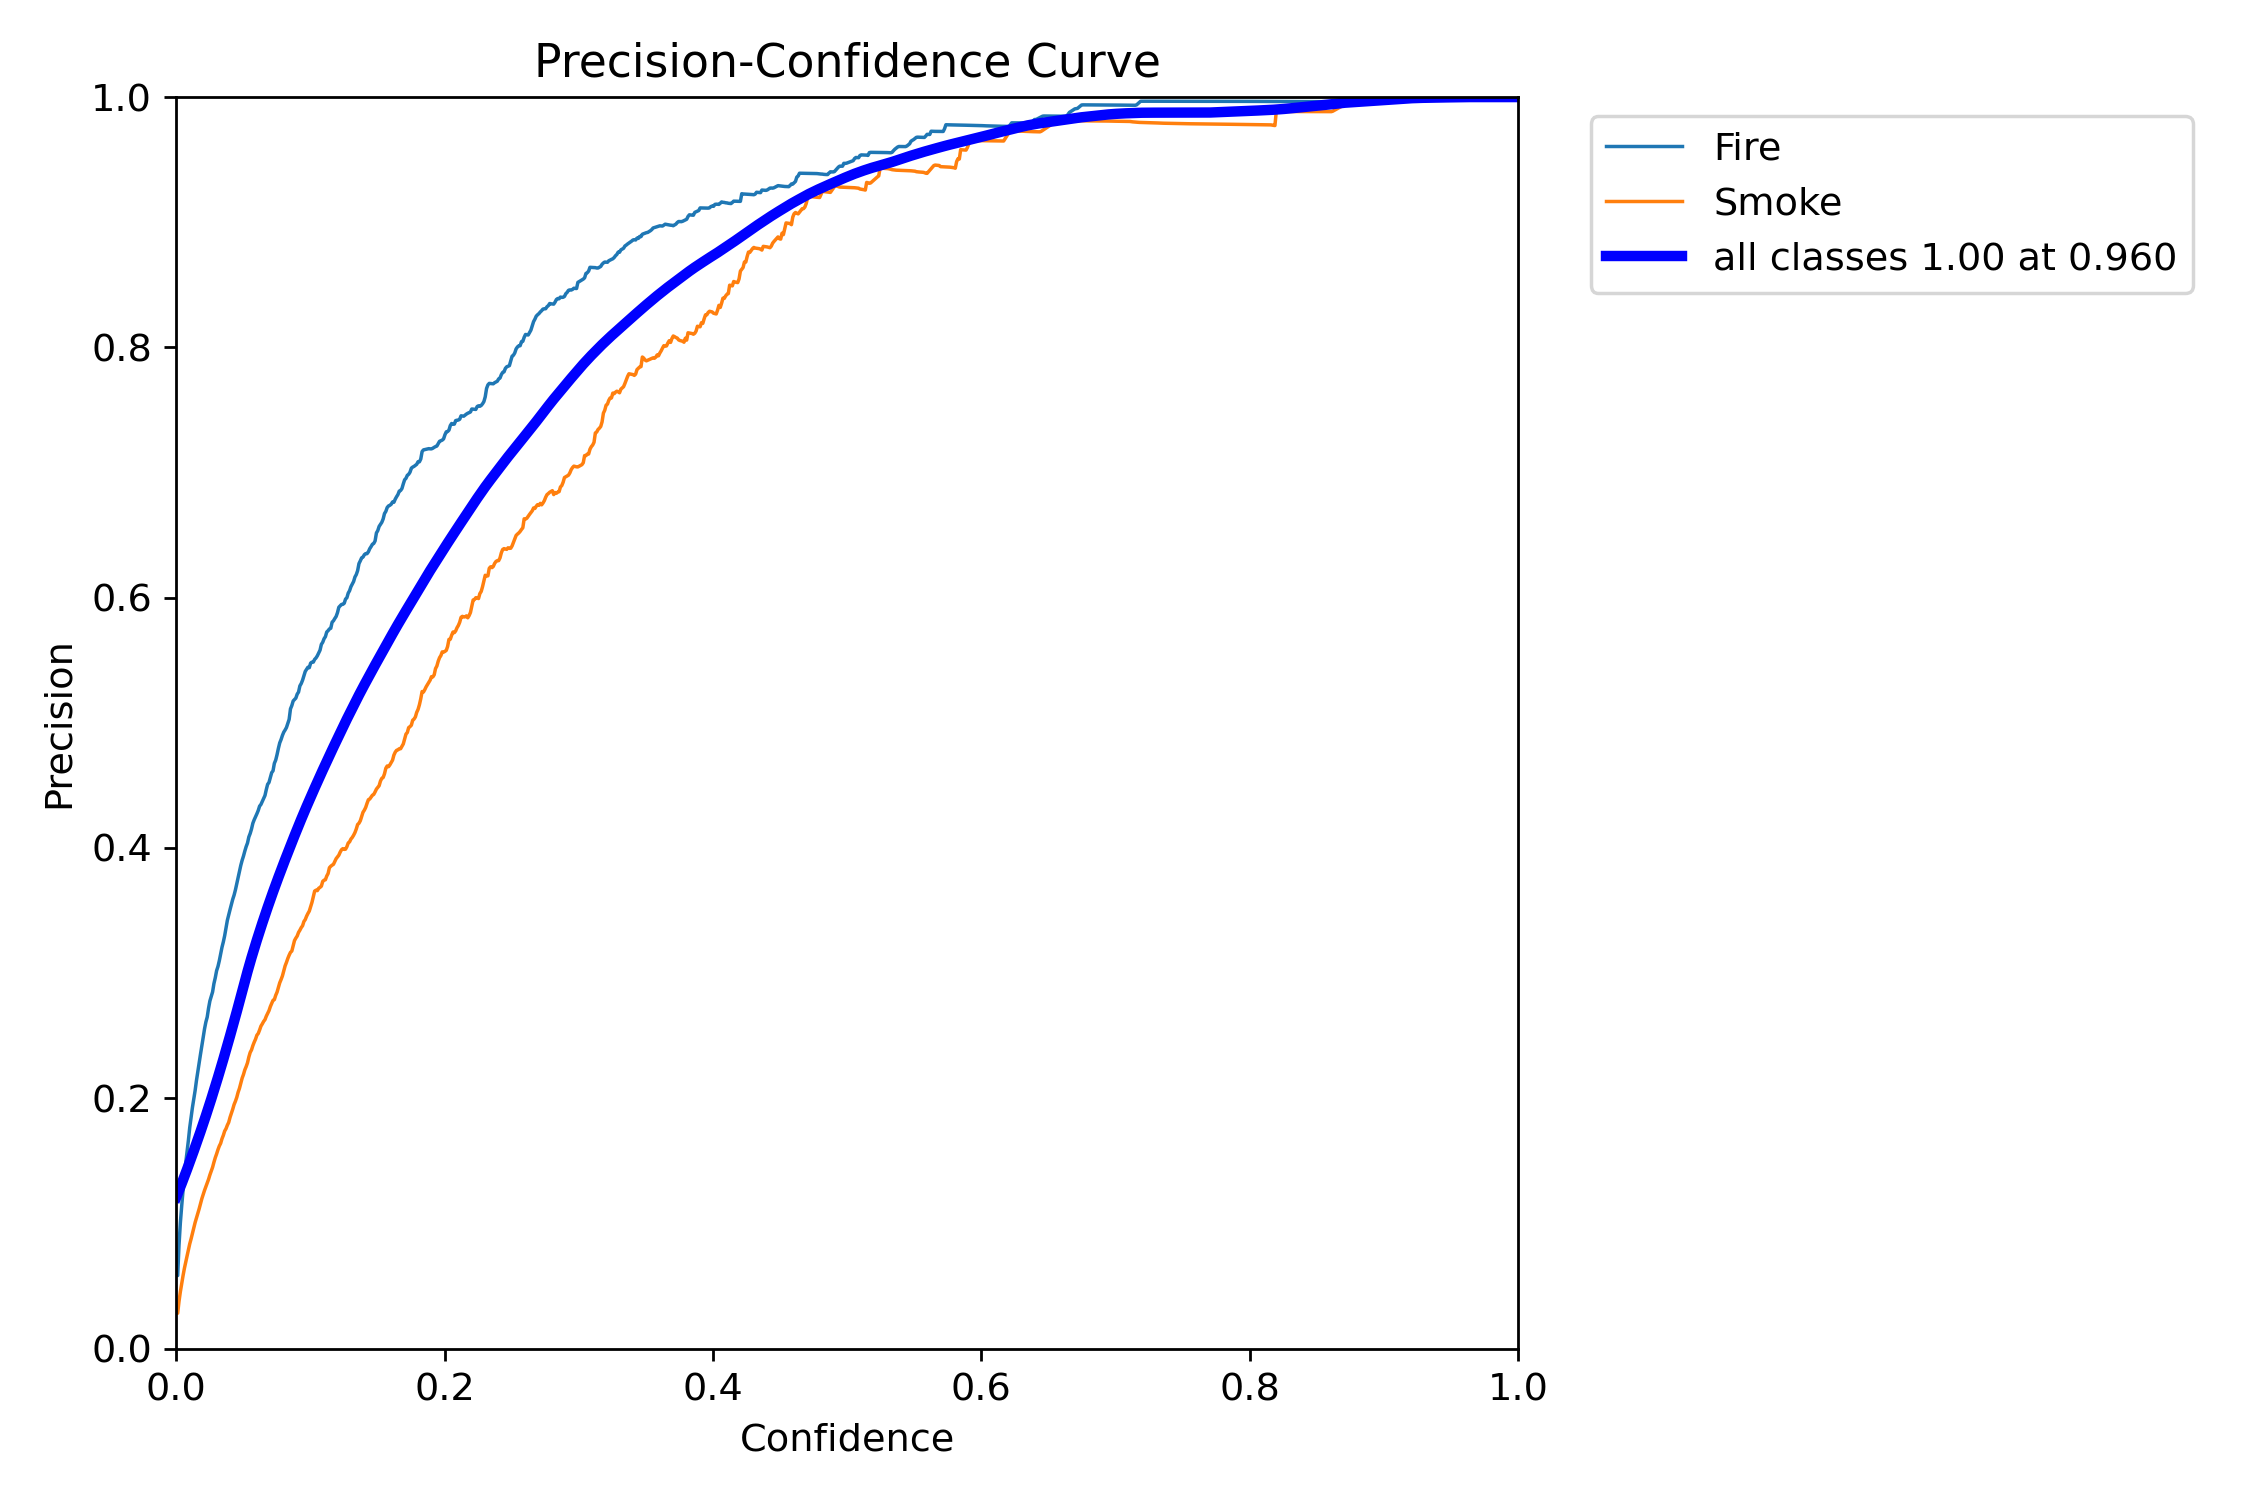 Precision-Confidence Curve
1.0
0.8
0.6
0.4
0.2
0.0
Precision
0.0 0.2 0.4 0.6 0.8 1.0
Confidence
Fire
Smoke
all classes 1.00 at 0.960